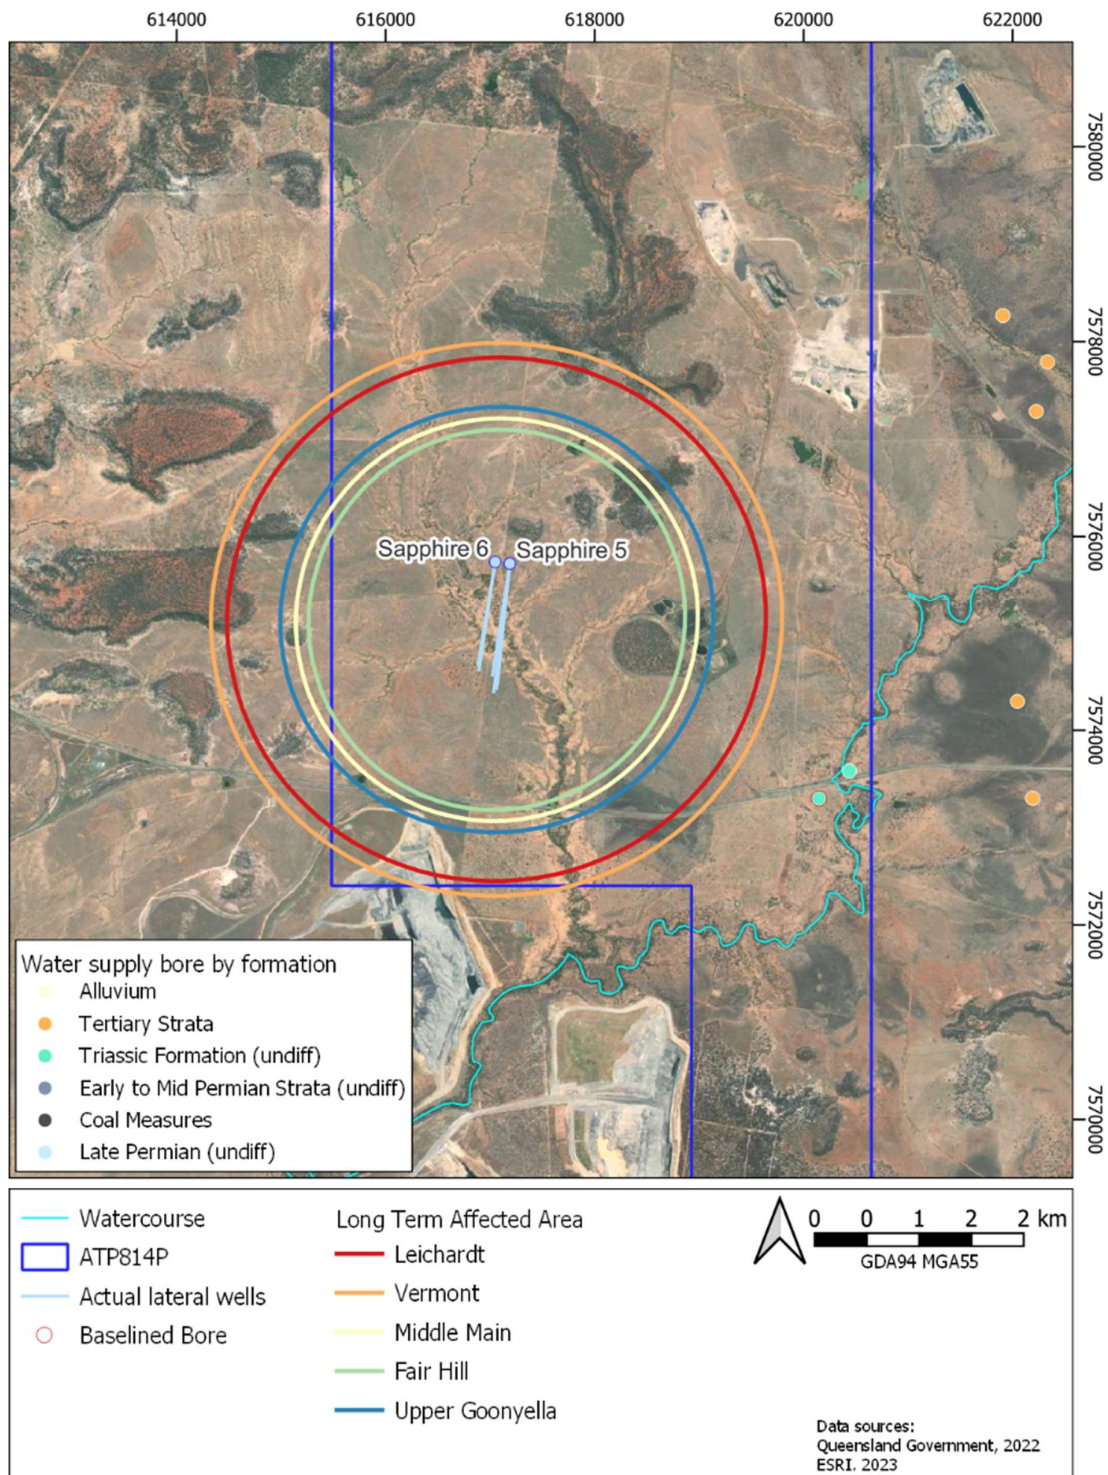 614000 616000 618000 620000 622000
7580000
7578000
7576000
7574000
7572000
7570000
Sapphire 6 Sapphire 5
Water supply bore by formation
Alluvium
Tertiary Strata
Triassic Formation (undiff)
Early to Mid Permian Strata (undiff)
Coal Measures
Late Permian (undiff)
Watercourse
ATP814P
Actual lateral wells
Baselined Bore
Long Term Affected Area
Leichardt
Vermont
Middle Main
Fair Hill
Upper Goonyella
0 0 1 2 2 km
GDA94 MGA55
Data sources:
Queensland Government, 2022
ESRI. 2023